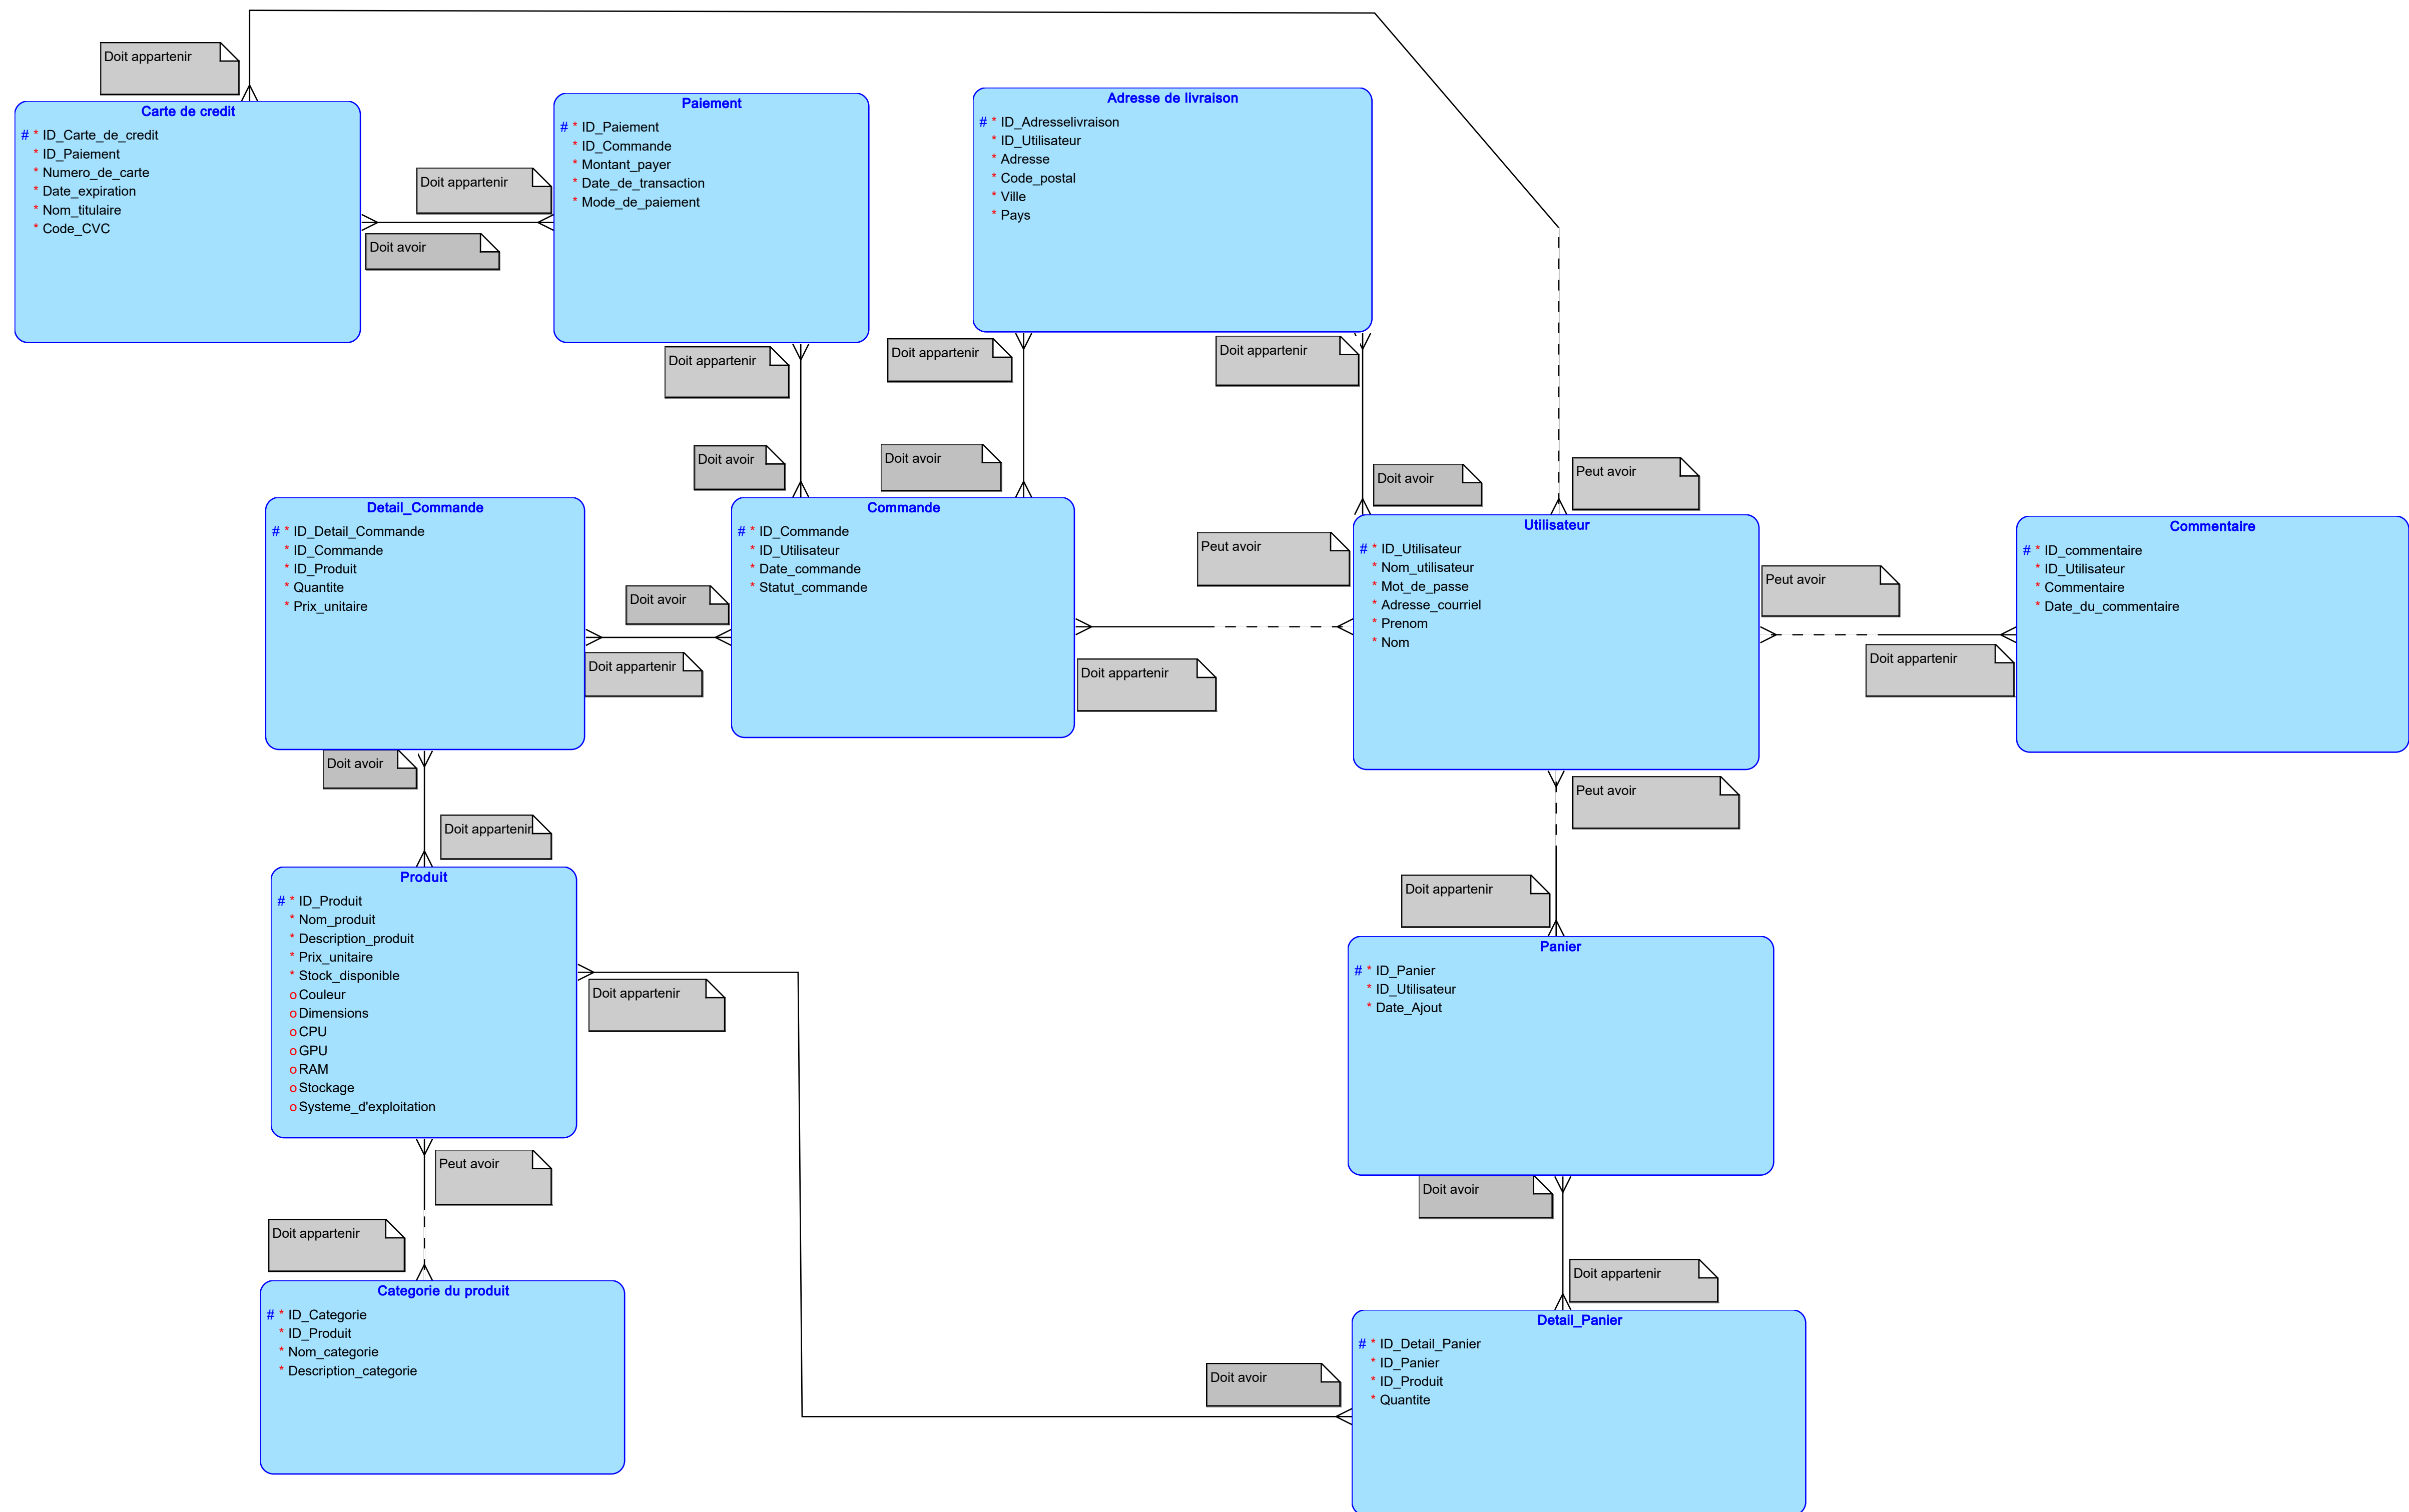 Doit appartenir
Carte de credit
# * ID_Carte_de_credit
* ID_Paiement
* Numero_de_carte
* Date_expiration
* Nom_titulaire
* Code_CVC
Doit appartenir
Doit avoir
Paiement
# * ID_Paiement
* ID_Commande
* Montant_payer
* Date_de_transaction
* Mode_de_paiement
Adresse de livraison
# * ID_Adresselivraison
* ID_Utilisateur
* Adresse
* Code_postal
* Ville
* Pays
Doit appartenir
Doit appartenir
Doit appartenir
Doit avoir
Doit avoir
Doit avoir
Peut avoir
Detail_Commande
# * ID_Detail_Commande
* ID_Commande
* ID_Produit
* Quantite
* Prix_unitaire
Doit avoir
Doit appartenir
Commande
# * ID_Commande
* ID_Utilisateur
* Date_commande
* Statut_commande
Peut avoir
Doit appartenir
Utilisateur
# * ID_Utilisateur
* Nom_utilisateur
* Mot_de_passe
* Adresse_courriel
* Prenom
* Nom
Peut avoir
Doit appartenir
Commentaire
# * ID_commentaire
* ID_Utilisateur
* Commentaire
* Date_du_commentaire
Doit avoir
Doit appartenir
Peut avoir
Doit appartenir
Produit
# * ID_Produit
* Nom_produit
* Description_produit
* Prix_unitaire
* Stock_disponible
o Couleur
o Dimensions
o CPU
o GPU
o RAM
o Stockage
o Systeme_d'exploitation
Doit appartenir
Panier
# * ID_Panier
* ID_Utilisateur
* Date_Ajout
Peut avoir
Doit appartenir
Doit avoir
Doit appartenir
Categorie du produit
# * ID_Categorie
* ID_Produit
* Nom_categorie
* Description_categorie
Doit avoir
Detail_Panier
# * ID_Detail_Panier
* ID_Panier
* ID_Produit
* Quantite